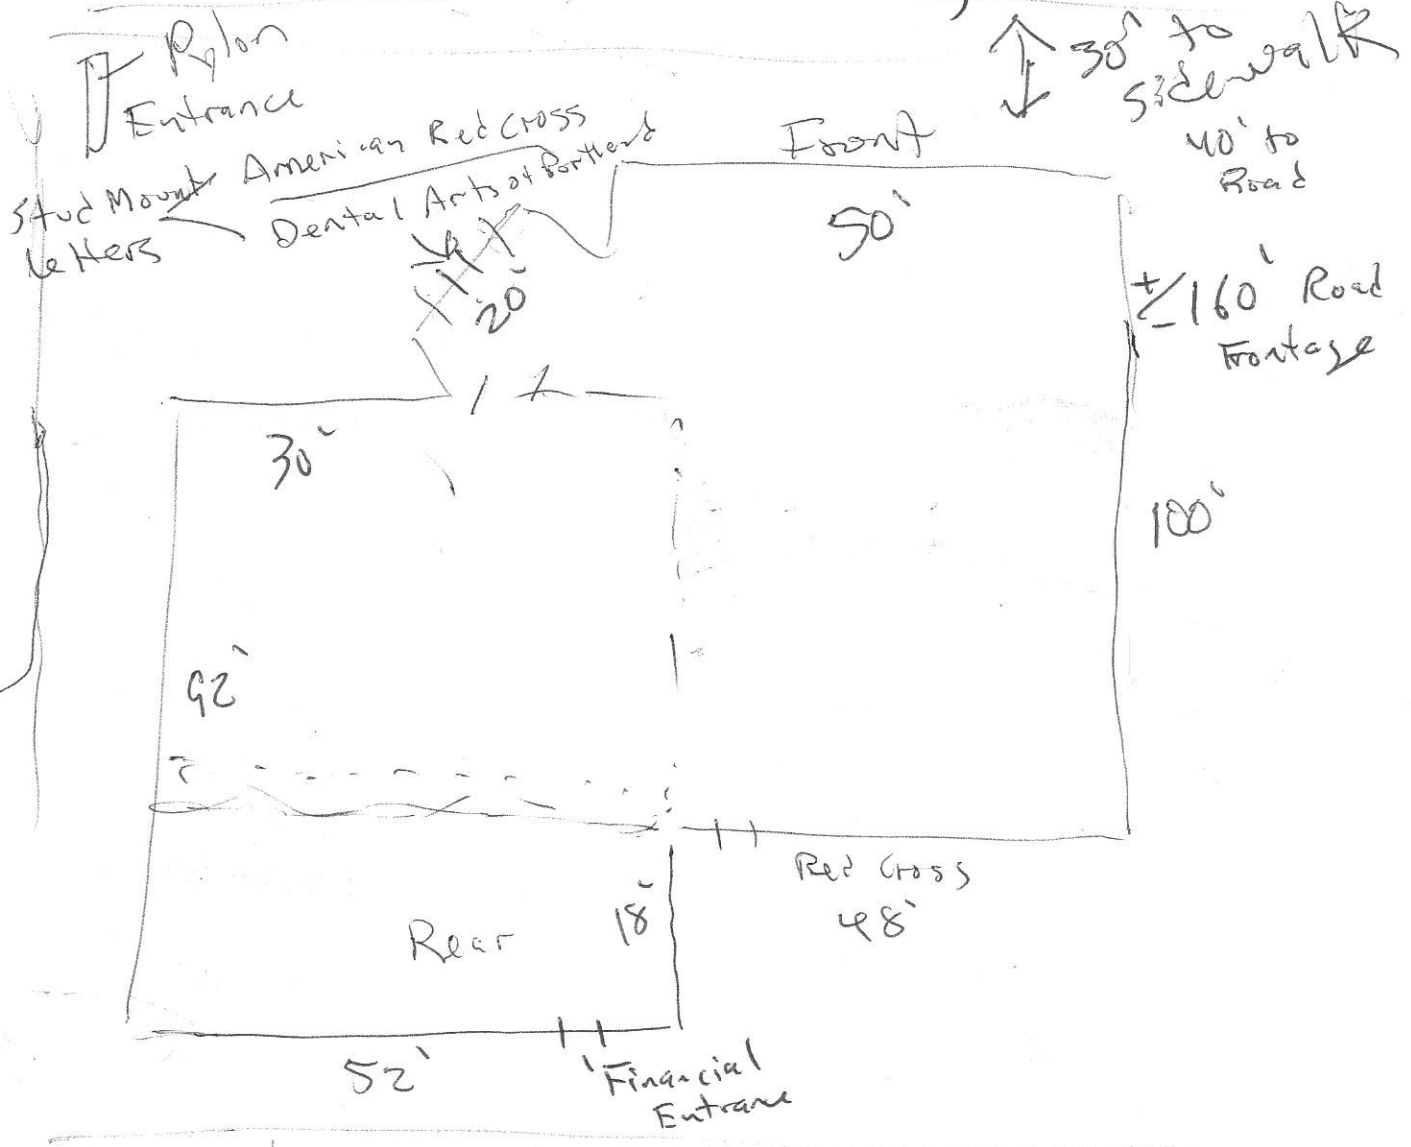 Pylon
Entrance
30' to
Sidewalk
40' to
Road
American Red Cross
Dental Arts of Portland
Stud Mount
letters
Front
50'
20'
+/- 160' Road
Frontage
30'
100'
92'
Red Cross
48'
18'
Rear
52'
Financial
Entrance